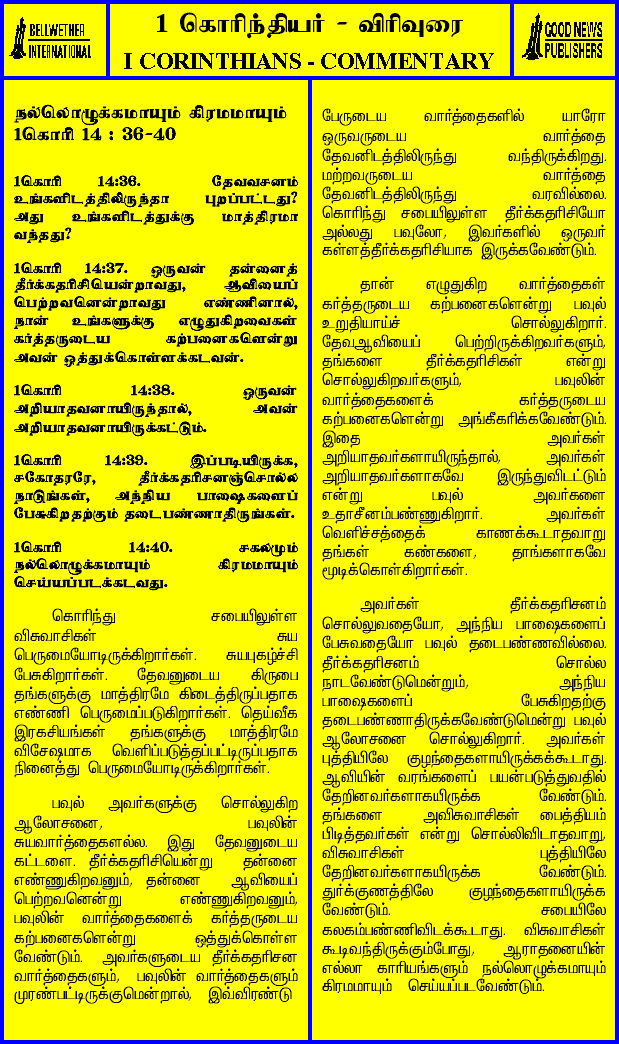 BELLWETHER
INTERNATIONAL
1 கொரிந்தியர் - விரிவுரை
I CORINTHIANS - COMMENTARY
GOOD NEWS
PUBLISHERS
நல்லொழுக்கமாயும் கிரமமாயும்
1கொரி 14 : 36-40
1கொரி 14:36. தேவவசனம்
உங்களிடத்திலிருந்தா புறப்பட்டது?
அது உங்களிடத்துக்கு மாத்திரமா
வந்தது?
1கொரி 14:37. ஒருவன் தன்னைத்
தீர்க்கதரிசியென்றாவது, ஆவியைப்
பெற்றவனென்றாவது எண்ணினால்,
நான் உங்களுக்கு எழுதுகிறவைகள்
கர்த்தருடைய கற்பனைகளென்று
அவன் ஒத்துக்கொள்ளக்கடவன்.
1கொரி 14:38. ஒருவன்
அறியாதவனாயிருந்தால், அவன்
அறியாதவனாயிருக்கட்டும்.
1கொரி 14:39. இப்படியிருக்க,
சகோதரரே, தீர்க்கதரிசனஞ்சொல்ல
நாடுங்கள், அந்நிய பாஷைகளைப்
பேசுகிறதற்கும் தடைபண்ணாதிருங்கள்.
1கொரி 14:40. சகலமும்
நல்லொழுக்கமாயும் கிரமமாயும்
செய்யப்படக்கடவது.
கொரிந்து சபையிலுள்ள
விசுவாசிகள் சுய
பெருமையோடிருக்கிறார்கள். சுயபுகழ்ச்சி
பேசுகிறார்கள். தேவனுடைய கிருபை
தங்களுக்கு மாத்திரமே கிடைத்திருப்பதாக
எண்ணி பெருமைப்படுகிறார்கள். தெய்வீக
இரகசியங்கள் தங்களுக்கு மாத்திரமே
விசேஷமாக வெளிப்படுத்தப்பட்டிருப்பதாக
நினைத்து பெருமையோடிருக்கிறார்கள்.
பவுல் அவர்களுக்கு சொல்லுகிற
ஆலோசனை, பவுலின்
சுயவார்த்தைகளல்ல. இது தேவனுடைய
கட்டளை. தீர்க்கதரிசியென்று தன்னை
எண்ணுகிறவனும், தன்னை ஆவியைப்
பெற்றவனென்று எண்ணுகிறவனும்,
பவுலின் வார்த்தைகளைக் கர்த்தருடைய
கற்பனைகளென்று ஒத்துக்கொள்ள
வேண்டும். அவர்களுடைய தீர்க்கதரிசன
வார்த்தைகளும், பவுலின் வார்த்தைகளும்
முரண்பட்டிருக்குமென்றால், இவ்விரண்டு
பேருடைய வார்த்தைகளில் யாரோ
ஒருவருடைய வார்த்தை
தேவனிடத்திலிருந்து வந்திருக்கிறது.
மற்றவருடைய வார்த்தை
தேவனிடத்திலிருந்து வரவில்லை.
கொரிந்து சபையிலுள்ள தீர்க்கதரிசியோ
அல்லது பவுலோ, இவர்களில் ஒருவர்
கள்ளத்தீர்க்கதரிசியாக இருக்கவேண்டும்.
தான் எழுதுகிற வார்த்தைகள்
கர்த்தருடைய கற்பனைகளென்று பவுல்
உறுதியாய்ச் சொல்லுகிறார்.
தேவஆவியைப் பெற்றிருக்கிறவர்களும்,
தங்களை தீர்க்கதரிசிகள் என்று
சொல்லுகிறவர்களும், பவுலின்
வார்த்தைகளைக் கர்த்தருடைய
கற்பனைகளென்று அங்கீகரிக்கவேண்டும்.
இதை அவர்கள்
அறியாதவர்களாயிருந்தால், அவர்கள்
அறியாதவர்களாகவே இருந்துவிடட்டும்
என்று பவுல் அவர்களை
உதாசீனம்பண்ணுகிறார். அவர்கள்
வெளிச்சத்தைக் காணக்கூடாதவாறு
தங்கள் கண்களை, தாங்களாகவே
மூடிக்கொள்கிறார்கள்.
அவர்கள் தீர்க்கதரிசனம்
சொல்லுவதையோ, அந்நிய பாஷைகளைப்
பேசுவதையோ பவுல் தடைபண்ணவில்லை.
தீர்க்கதரிசனம் சொல்ல
நாடவேண்டுமென்றும், அந்நிய
பாஷைகளைப் பேசுகிறதற்கு
தடைபண்ணாதிருக்கவேண்டுமென்று பவுல்
ஆலோசனை சொல்லுகிறார். அவர்கள்
புத்தியிலே குழந்தைகளாயிருக்கக்கூடாது.
ஆவியின் வரங்களைப் பயன்படுத்துவதில்
தேறினவர்களாகயிருக்க வேண்டும்.
தங்களை அவிசுவாசிகள் பைத்தியம்
பிடித்தவர்கள் என்று சொல்லிவிடாதவாறு,
விசுவாசிகள் புத்தியிலே
தேறினவர்களாகயிருக்க வேண்டும்.
துர்க்குணத்திலே குழந்தைகளாயிருக்க
வேண்டும். சபையிலே
கலகம்பண்ணிவிடக்கூடாது. விசுவாசிகள்
கூடிவந்திருக்கும்போது, ஆராதனையின்
எல்லா காரியங்களும் நல்லொழுக்கமாயும்
கிரமமாயும் செய்யப்படவேண்டும்.